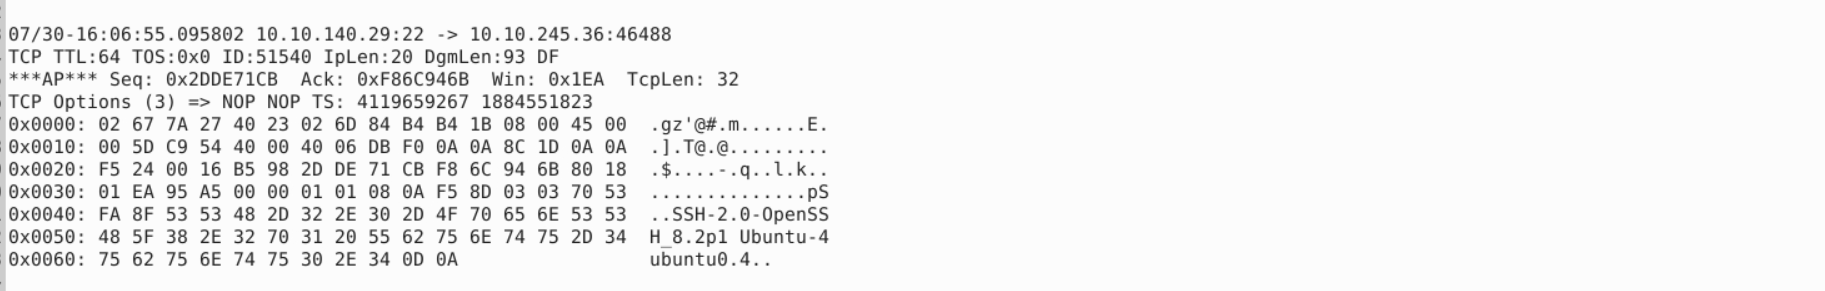 07/30-16:06:55.095802 10.10.140.29:22 -> 10.10.245.36:46488
TCP TTL:64 TOS:0x0 ID:51540 IpLen:20 DgmLen:93 DF
***AP*** Seq: 0x2DDE71CB  Ack: 0xF86C946B  Win: 0x1EA  TcpLen: 32
TCP Options (3) => NOP NOP TS: 4119659267 1884551823
0x0000: 02 67 7A 27 40 23 02 6D 84 B4 B4 1B 08 00 45 00  .gz'@#.m......E.
0x0010: 00 5D C9 54 40 00 40 06 DB F0 0A 0A 8C 1D 0A 0A  .].T@.@.........
0x0020: F5 24 00 16 B5 98 2D DE 71 CB F8 6C 94 6B 80 18  .$....-.q..l.k..
0x0030: 01 EA 95 A5 00 00 01 01 08 0A F5 8D 03 03 70 53  ..............pS
0x0040: FA 8F 53 53 48 2D 32 2E 30 2D 4F 70 65 6E 53 53  ..SSH-2.0-OpenSS
0x0050: 48 5F 38 2E 32 70 31 20 55 62 75 6E 74 75 2D 34  H_8.2p1 Ubuntu-4
0x0060: 75 62 75 6E 74 75 30 2E 34 0D 0A                 ubuntu0.4..